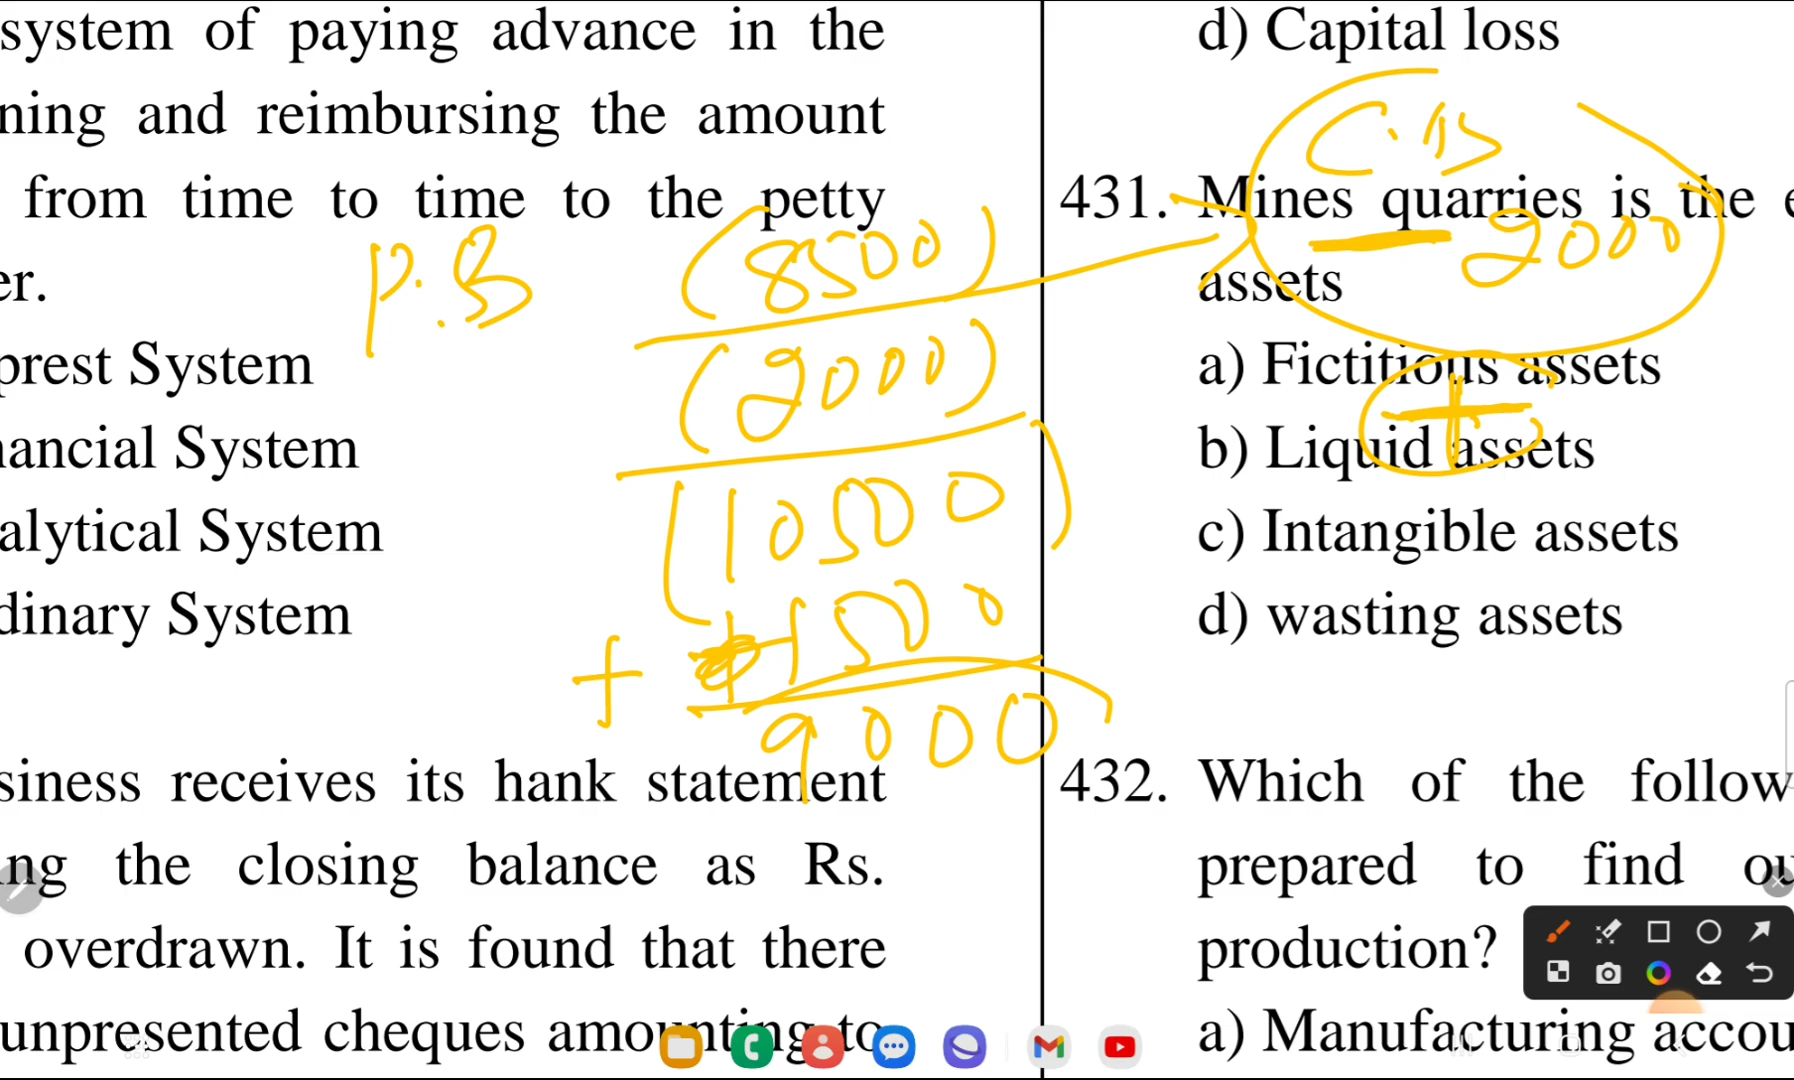 system of paying advance in the
ning and reimbursing the amount
from time to time to the petty
er.
prest System
nancial System
alytical System
dinary System
P.B
(8500)
(2000)
(10500)
+ 1500
9000
siness receives its hank statement
ing the closing balance as Rs.
overdrawn. It is found that there
unpresented cheques amounting to
d) Capital loss
C.B
2000
+
431. Mines quarries is the e
assets
a) Fictitious assets
b) Liquid assets
c) Intangible assets
d) wasting assets
432. Which of the follow
prepared to find ou
production?
a) Manufacturing accou